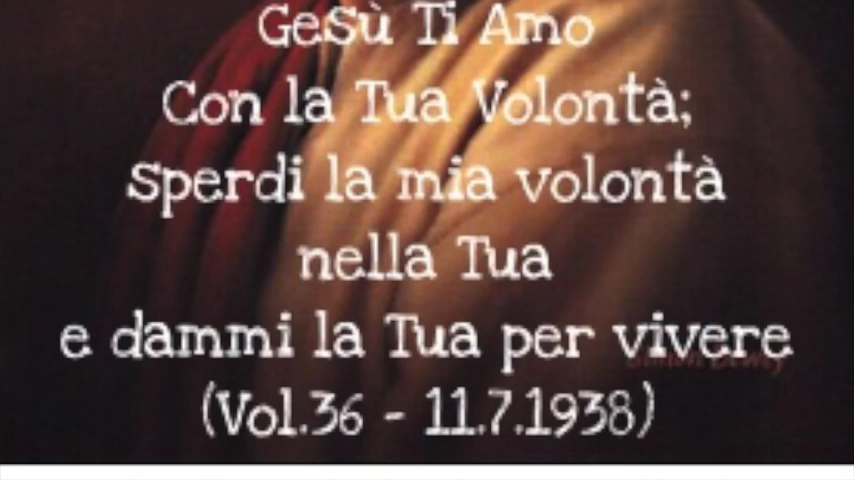 Gesù Ti Amo
Con la Tua Volontà;
sperdi la mia volontà
nella Tua
e dammi la Tua per vivere
(Vol.36 - 11.7.1938)